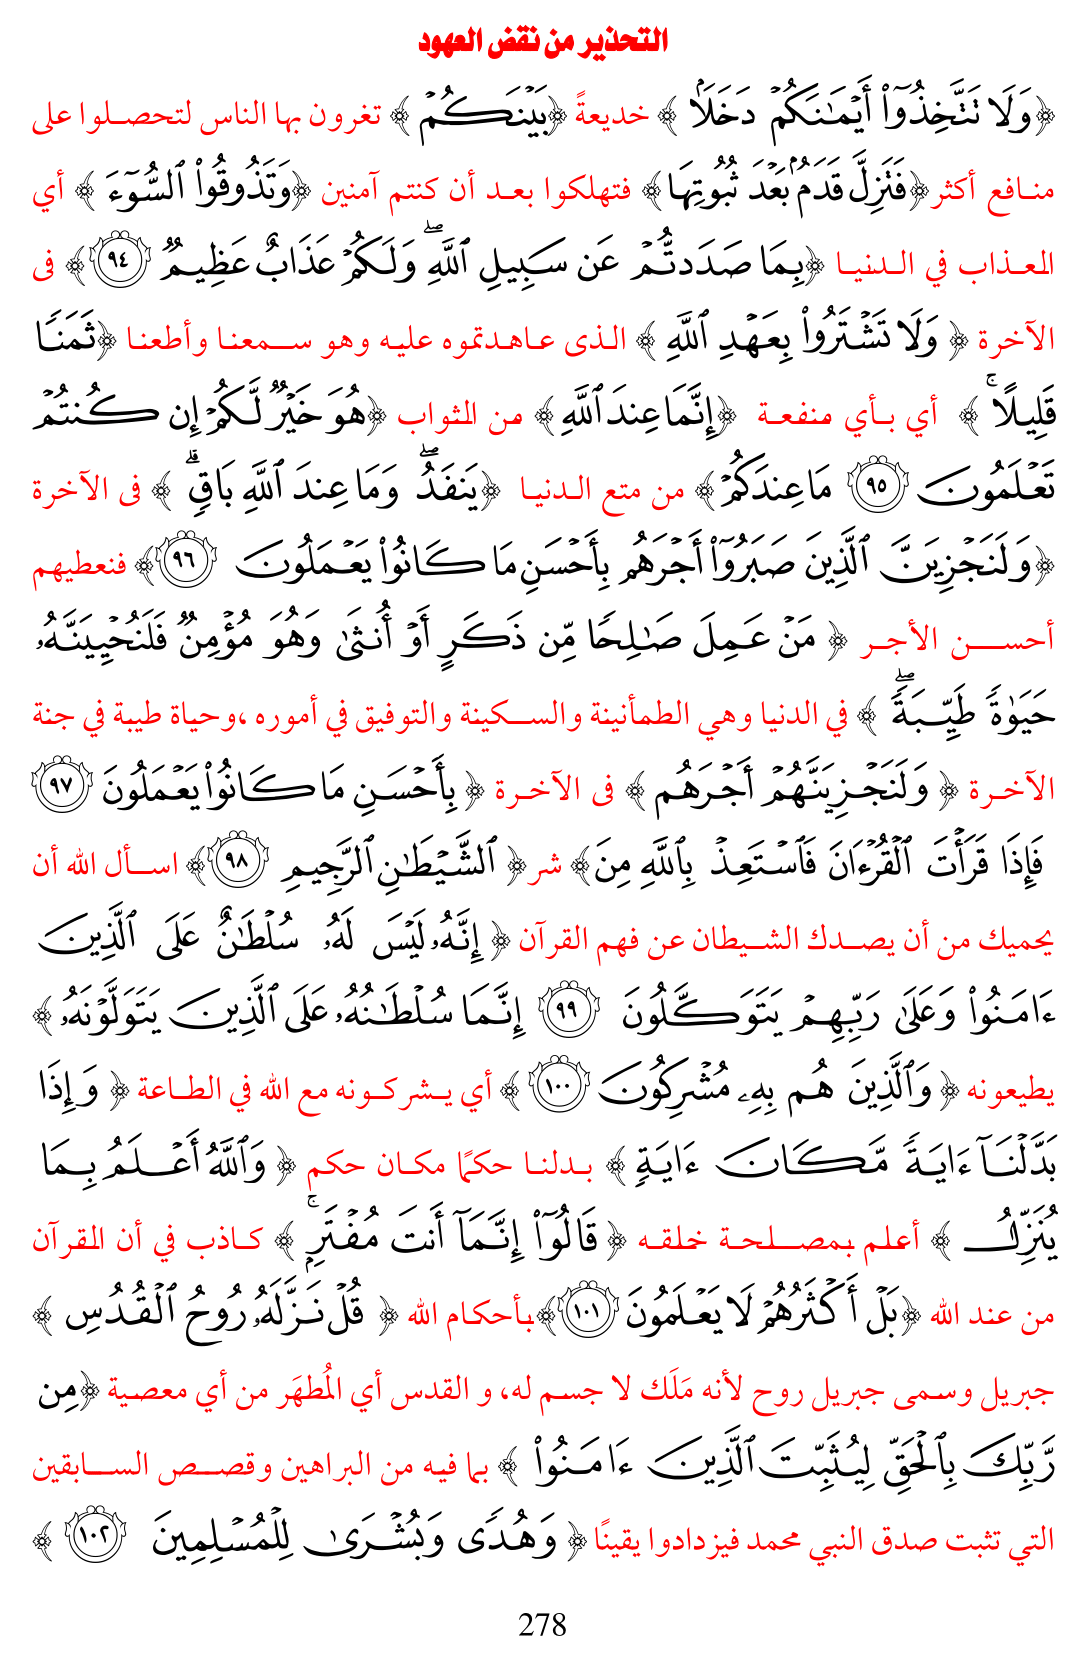 التحذير من نقض العهود
﴿وَلَا تَتَّخِذُوٓا۟ أَيْمَٰنَكُمْ دَخَلًۢا ﴾ خديعةً ﴿بَيْنَكُمْ ﴾ تغرون بها الناس لتحصلوا على
منافع أكثر ﴿فَتَزِلَّ قَدَمٌۢ بَعْدَ ثُبُوتِهَا﴾ فتهلكوا بعد أن كنتم آمنين ﴿وَتَذُوقُوا۟ ٱلسُّوٓءَ ﴾ أي
العذاب في الدنيا ﴿بِمَا صَدَدتُّمْ عَن سَبِيلِ ٱللَّهِ ۖ وَلَكُمْ عَذَابٌ عَظِيمٌ ٩٤﴾ فى
الآخرة ﴿ وَلَا تَشْتَرُوا۟ بِعَهْدِ ٱللَّهِ ﴾ الذى عاهدتموه عليه وهو سمعنا وأطعنا ﴿ثَمَنًا
قَلِيلًا ۚ ﴾ أي بأي منفعة ﴿إِنَّمَا عِندَ ٱللَّهِ﴾ من الثواب ﴿هُوَ خَيْرٌ لَّكُمْ إِن كُنتُمْ
تَعْلَمُونَ ٩٥ مَا عِندَكُمْ﴾ من متع الدنيا ﴿يَنفَدُ ۖ وَمَا عِندَ ٱللَّهِ بَاقٍ ۗ ﴾ فى الآخرة
﴿وَلَنَجْزِيَنَّ ٱلَّذِينَ صَبَرُوٓا۟ أَجْرَهُم بِأَحْسَنِ مَا كَانُوا۟ يَعْمَلُونَ ٩٦﴾ فنعطيهم
أحسن الأجر ﴿ مَنْ عَمِلَ صَٰلِحًا مِّن ذَكَرٍ أَوْ أُنثَىٰ وَهُوَ مُؤْمِنٌ فَلَنُحْيِيَنَّهُۥ
حَيَوٰةً طَيِّبَةً ۖ ﴾ في الدنيا وهي الطمأنينة والسكينة والتوفيق في أموره ،وحياة طيبة في جنة
الآخرة ﴿ وَلَنَجْزِيَنَّهُمْ أَجْرَهُم ﴾ فى الآخرة ﴿ بِأَحْسَنِ مَا كَانُوا۟ يَعْمَلُونَ ٩٧
فَإِذَا قَرَأْتَ ٱلْقُرْءَانَ فَٱسْتَعِذْ بِٱللَّهِ مِنَ﴾ شر﴿ ٱلشَّيْطَٰنِ ٱلرَّجِيمِ ٩٨﴾ اسأل الله أن
يحميك من أن يصدك الشيطان عن فهم القرآن ﴿ إِنَّهُۥ لَيْسَ لَهُۥ سُلْطَٰنٌ عَلَى ٱلَّذِينَ
ءَامَنُوا۟ وَعَلَىٰ رَبِّهِمْ يَتَوَكَّلُونَ ٩٩ إِنَّمَا سُلْطَٰنُهُۥ عَلَى ٱلَّذِينَ يَتَوَلَّوْنَهُۥ ﴾
يطيعونه ﴿ وَٱلَّذِينَ هُم بِهِۦ مُشْرِكُونَ ١٠٠ ﴾ أي يشركونه مع الله في الطاعة ﴿ وَإِذَا
بَدَّلْنَآ ءَايَةً مَّكَانَ ءَايَةٍ ﴾ بدلنا حكمًا مكان حكم ﴿ وَٱللَّهُ أَعْلَمُ بِمَا
يُنَزِّلُ ﴾ أعلم بمصلحة خلقه ﴿ قَالُوٓا۟ إِنَّمَآ أَنتَ مُفْتَرٍۭ ۚ ﴾ كاذب في أن القرآن
من عند الله ﴿بَلْ أَكْثَرُهُمْ لَا يَعْلَمُونَ ١٠١﴾بأحكام الله ﴿ قُلْ نَزَّلَهُۥ رُوحُ ٱلْقُدُسِ ﴾
جبريل وسمى جبريل روح لأنه مَلَك لا جسم له، و القدس أي المُطهَر من أي معصية ﴿مِن
رَّبِّكَ بِٱلْحَقِّ لِيُثَبِّتَ ٱلَّذِينَ ءَامَنُوا۟ ﴾ بما فيه من البراهين وقصص السابقين
التي تثبت صدق النبي محمد فيزدادوا يقينًا ﴿ وَهُدًى وَبُشْرَىٰ لِلْمُسْلِمِينَ ١٠٢ ﴾
278